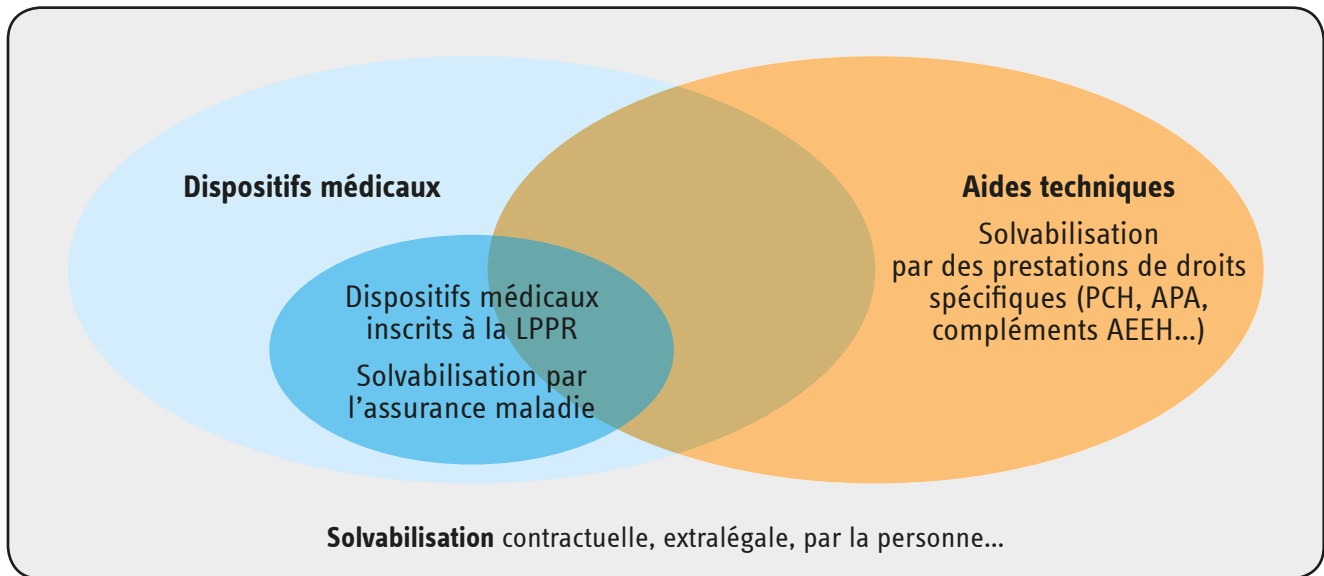 Dispositifs médicaux
Dispositifs médicaux
inscrits à la LPPR
Solvabilisation par
l'assurance maladie
Aides techniques
Solvabilisation
par des prestations de droits
spécifiques (PCH, APA,
compléments AEEH...)
Solvabilisation contractuelle, extralégale, par la personne...